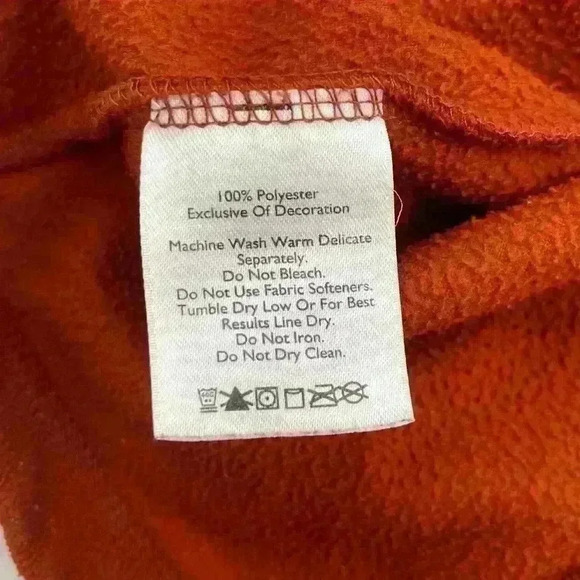 100% Polyester
Exclusive Of Decoration
Machine Wash Warm Delicate
Separately.
Do Not Bleach.
Do Not Use Fabric Softeners.
Tumble Dry Low Or For Best
Results Line Dry.
Do Not Iron.
Do Not Dry Clean.